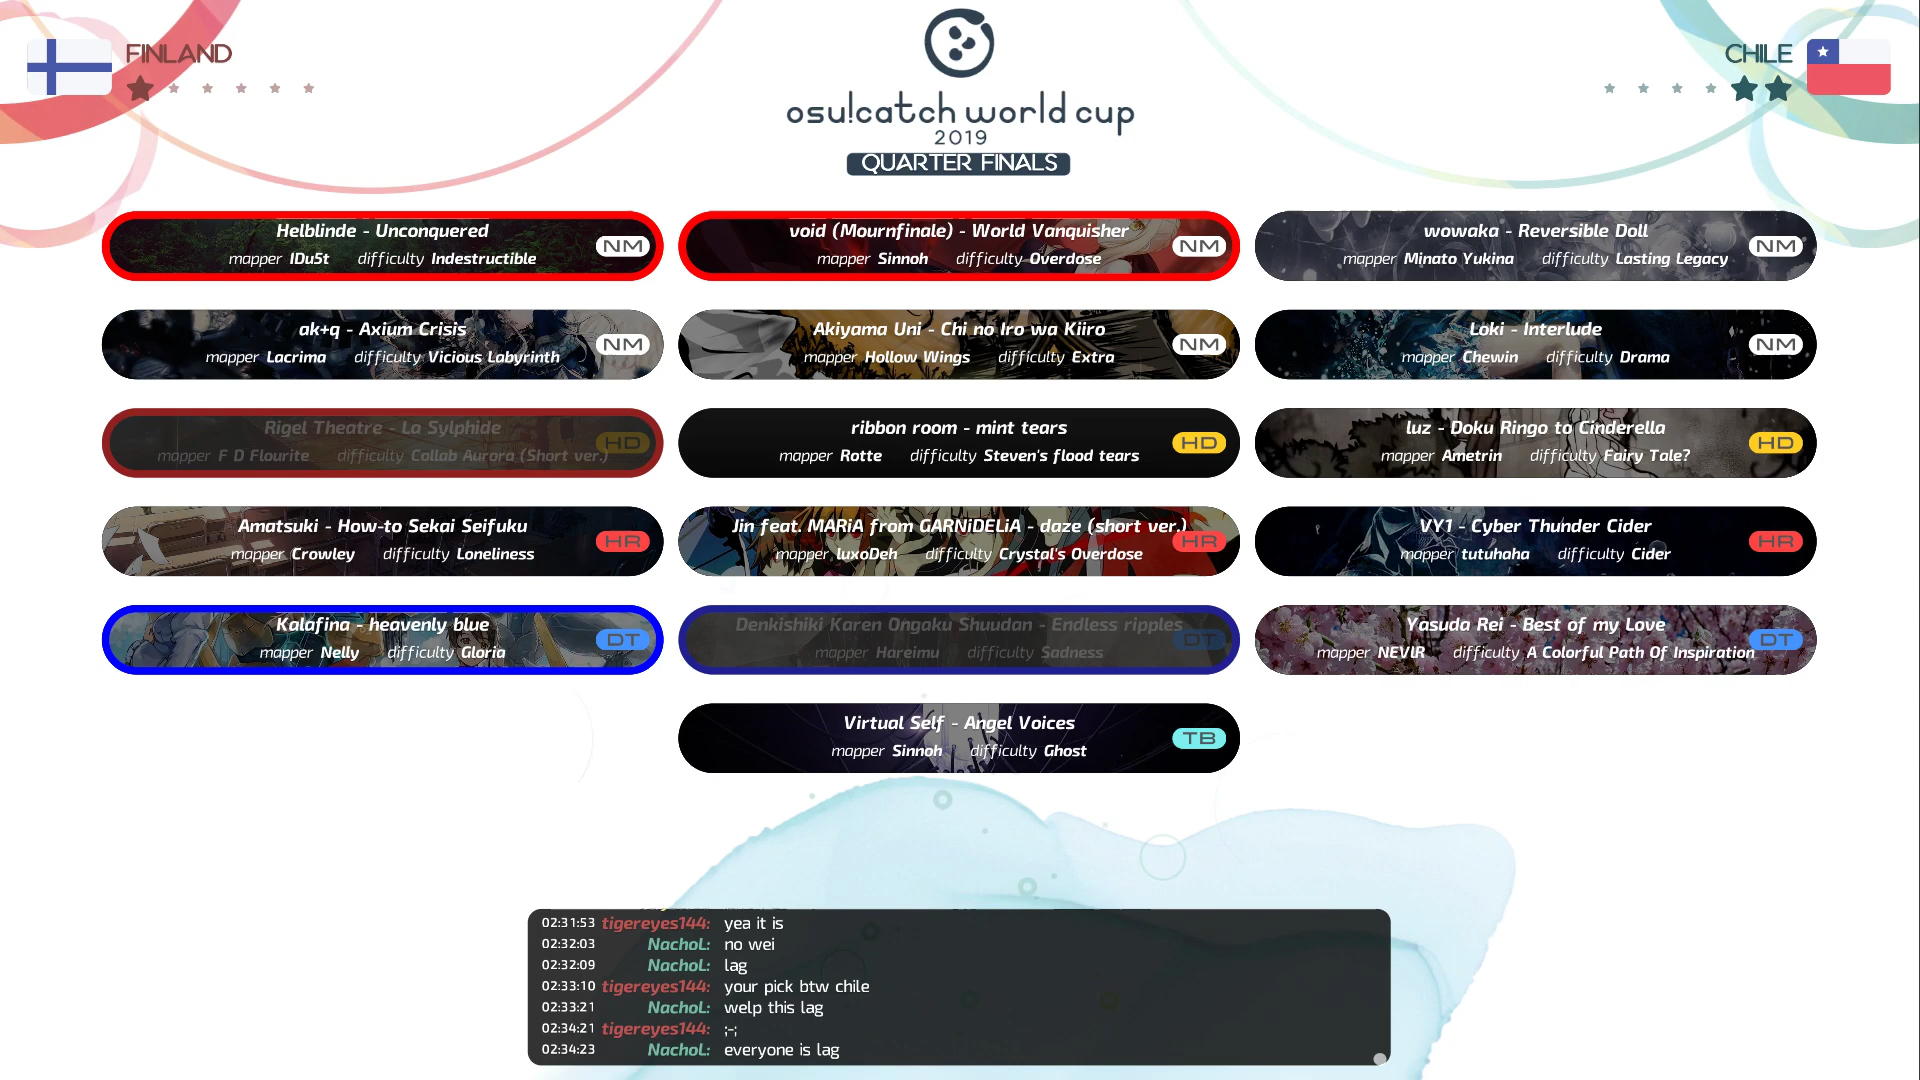 FINLAND
CHILE
osu!catch world cup
2019
QUARTER FINALS
Helblinde - Unconquered
mapper IDu5t difficulty Indestructible
NM
void (Mournfinale) - World Vanquisher
mapper Sinnoh difficulty Overdose
NM
wowaka - Reversible Doll
mapper Minato Yukina difficulty Lasting Legacy
NM
ak+q - Axium Crisis
mapper Lacrima difficulty Vicious Labyrinth
NM
Akiyama Uni - Chi no Iro wa Kiiro
mapper Hollow Wings difficulty Extra
NM
Loki - Interlude
mapper Chewin difficulty Drama
NM
Rigel Theatre - La Sylphide
mapper F D Flourite difficulty Collab Aurora (Short ver.)
HD
ribbon room - mint tears
mapper Rotte difficulty Steven's flood tears
HD
luz - Doku Ringo to Cinderella
mapper Ametrin difficulty Fairy Tale?
HD
Amatsuki - How-to Sekai Seifuku
mapper Crowley difficulty Loneliness
HR
Jin feat. MARiA from GARNiDELiA - daze (short ver.)
mapper luxoDeh difficulty Crystal's Overdose
HR
VY1 - Cyber Thunder Cider
mapper tutuhaha difficulty Cider
HR
Kalafina - heavenly blue
mapper Nelly difficulty Gloria
DT
Denkishiki Karen Ongaku Shuudan - Endless ripples
mapper Hareimu difficulty Sadness
DT
Yasuda Rei - Best of my Love
mapper NEVIR difficulty A Colorful Path Of Inspiration
DT
Virtual Self - Angel Voices
mapper Sinnoh difficulty Ghost
TB
02:31:53 tigereyes144: yea it is
02:32:03 NachoL: no wei
02:32:09 NachoL: lag
02:33:10 tigereyes144: your pick btw chile
02:33:21 NachoL: welp this lag
02:34:21 tigereyes144: ;-;
02:34:23 NachoL: everyone is lag